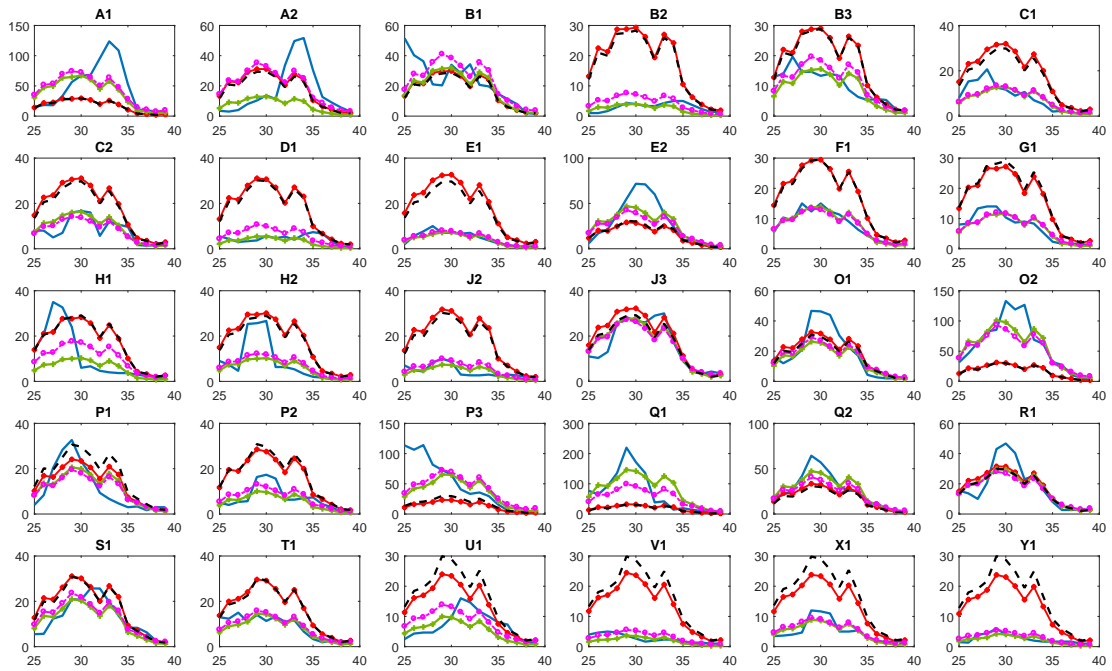 A1 A2 B1 B2 B3 C1
150 60 60 30 30 40
100 40 40 20 20 30
50 20 20 10 10 20
10
0 0 0 0 0 0
25 30 35 40 25 30 35 40 25 30 35 40 25 30 35 40 25 30 35 40 25 30 35 40
C2 D1 E1 E2 F1 G1
40 40 40 100 30 30
20 20 20 50 20 20
10 10
0 0 0 0 0 0
25 30 35 40 25 30 35 40 25 30 35 40 25 30 35 40 25 30 35 40 25 30 35 40
H1 H2 J2 J3 O1 O2
40 40 40 40 60 150
20 20 20 20 40 100
20 50
0 0 0 0 0 0
25 30 35 40 25 30 35 40 25 30 35 40 25 30 35 40 25 30 35 40 25 30 35 40
P1 P2 P3 Q1 Q2 R1
40 40 150 300 100 60
20 20 100 200 50 40
50 100 20
0 0 0 0 0 0
25 30 35 40 25 30 35 40 25 30 35 40 25 30 35 40 25 30 35 40 25 30 35 40
S1 T1 U1 V1 X1 Y1
40 40 30 30 30 30
20 20 20 20 20 20
10 10 10 10
0 0 0 0 0 0
25 30 35 40 25 30 35 40 25 30 35 40 25 30 35 40 25 30 35 40 25 30 35 40